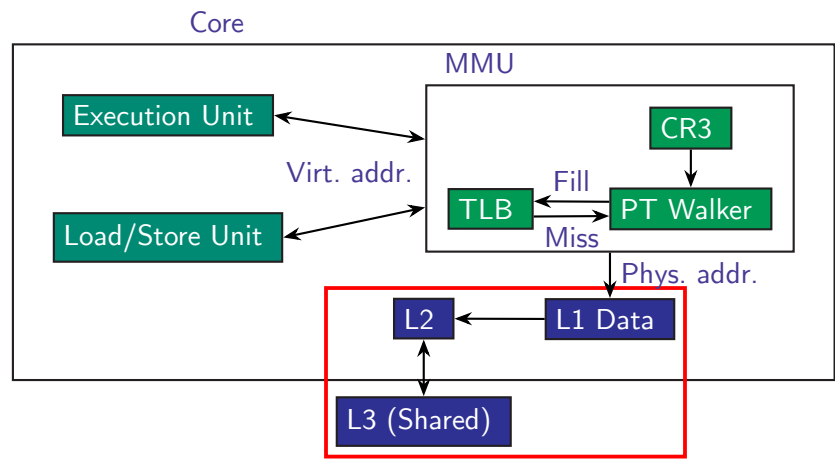 Core
MMU
Execution Unit
CR3
Virt. addr.
Fill
TLB
PT Walker
Load/Store Unit
Miss
Phys. addr.
L2
L1 Data
L3 (Shared)